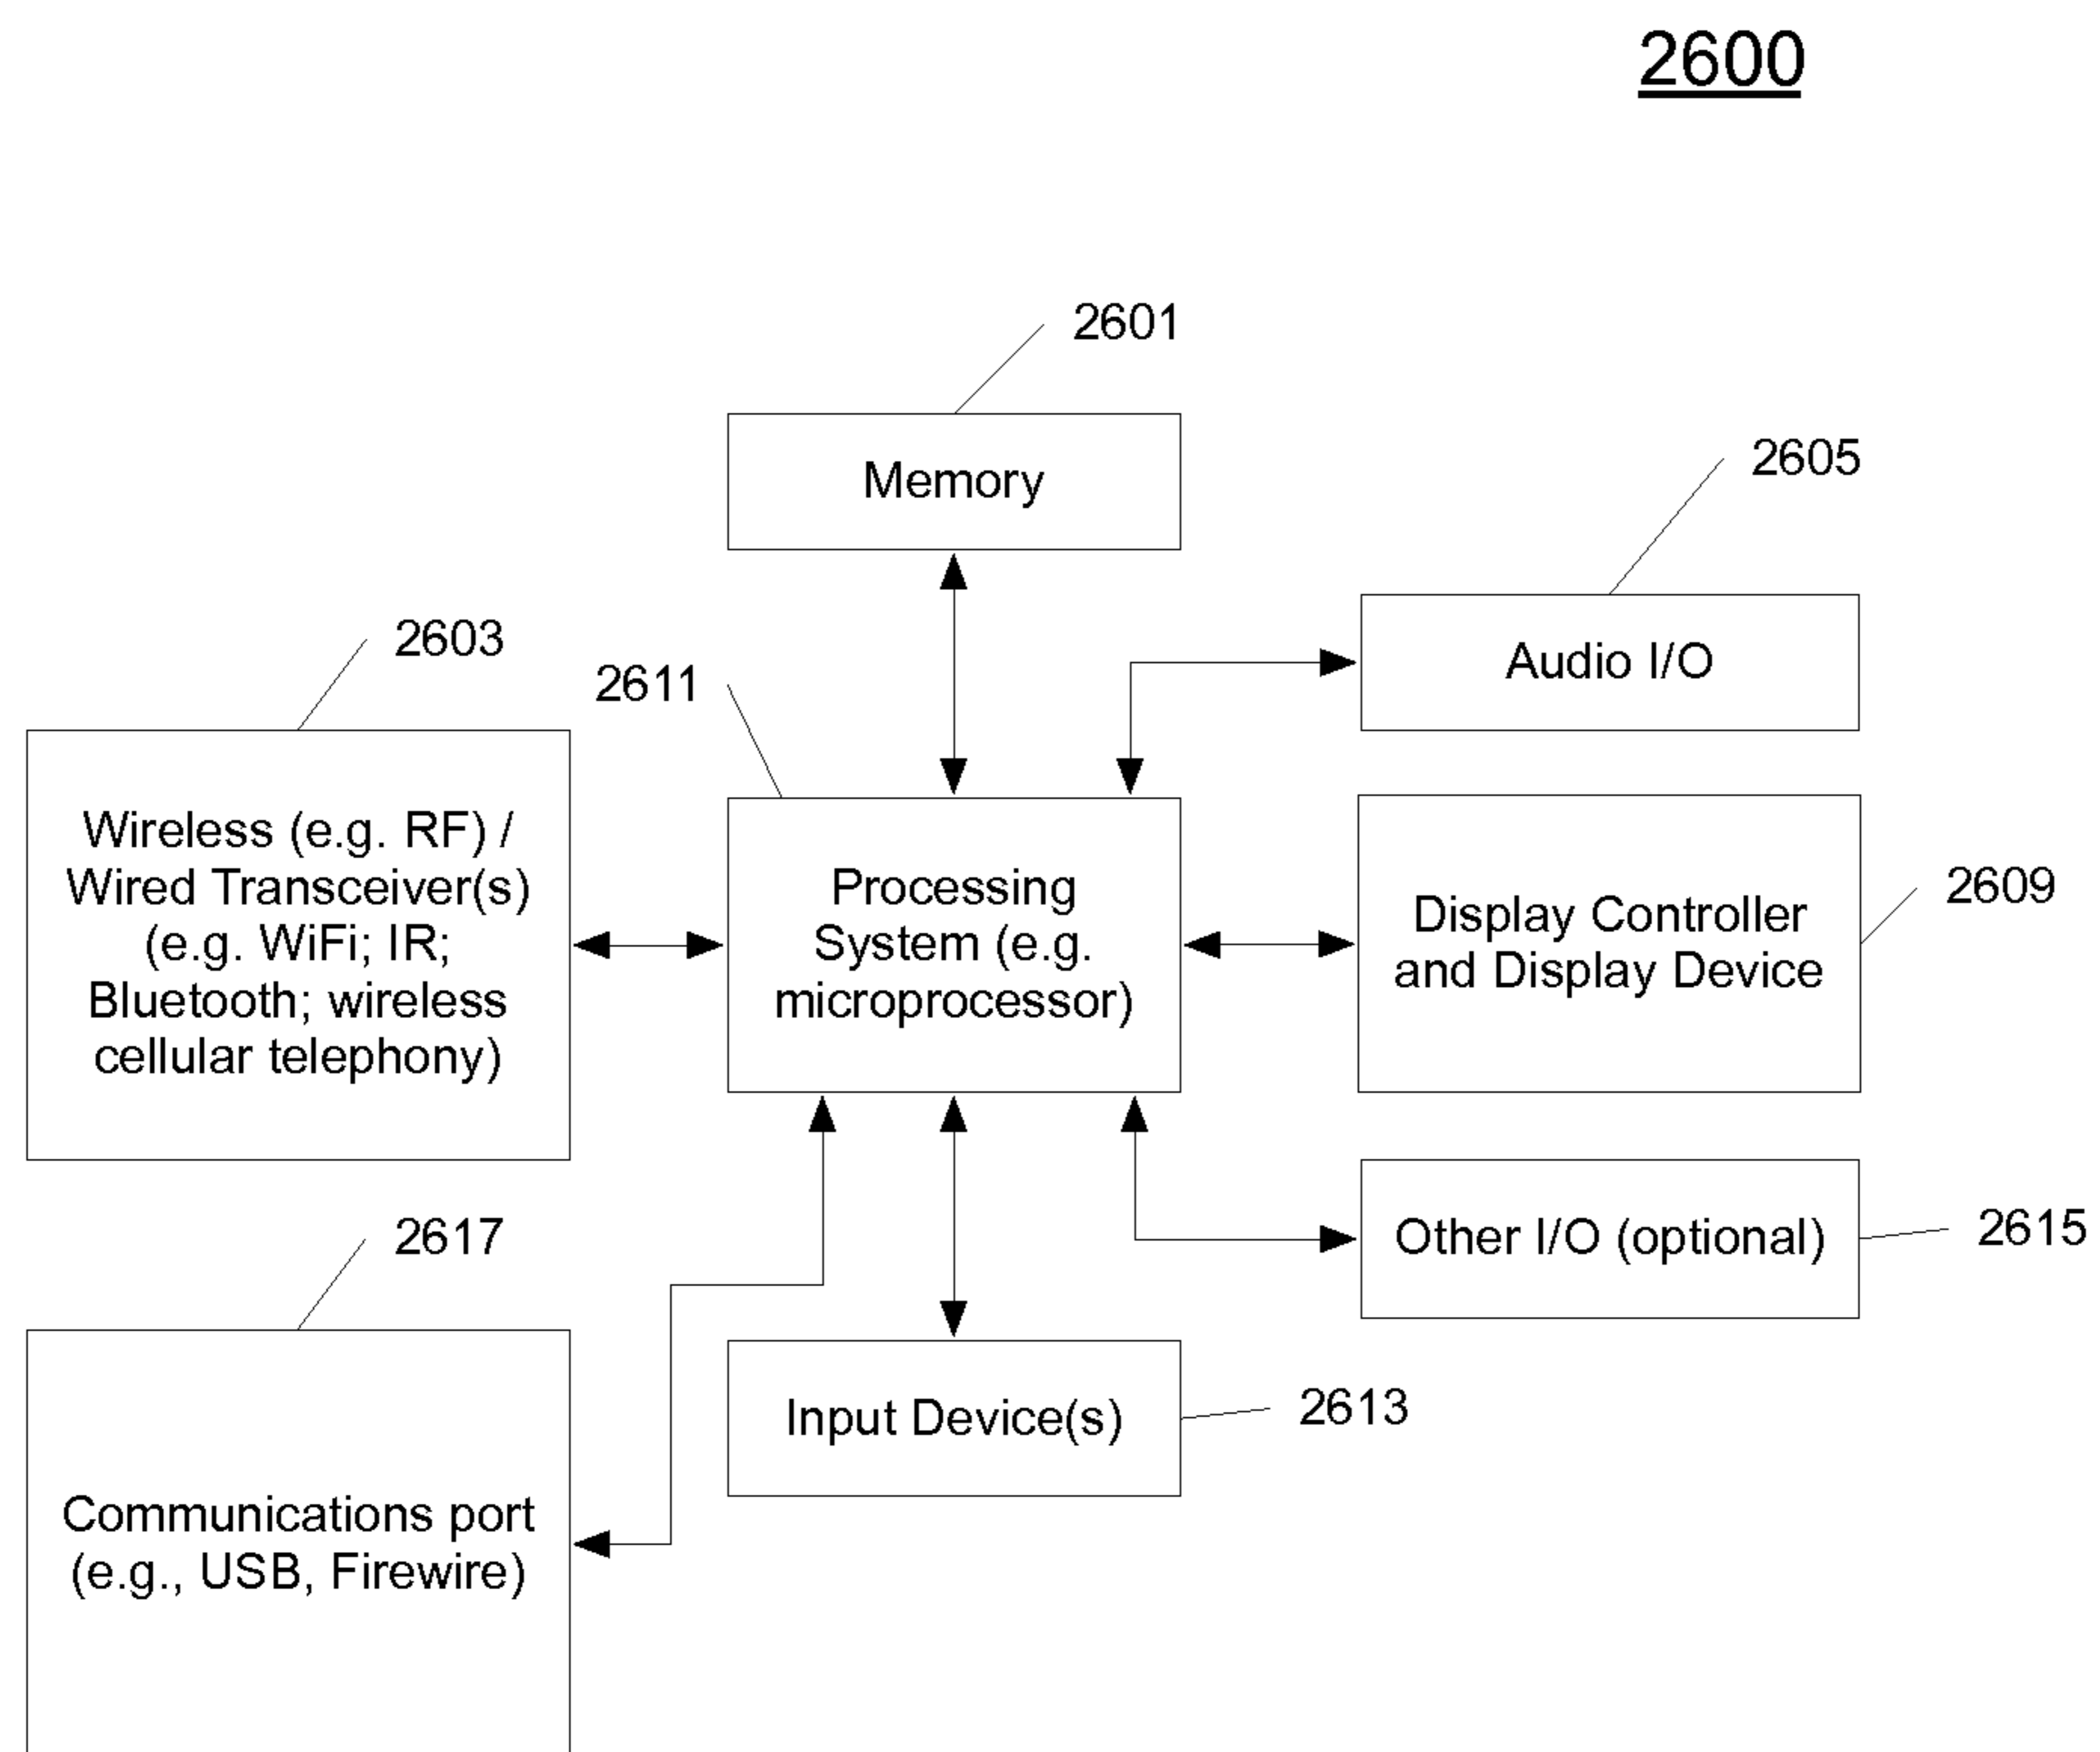 2600
2601
Memory
2605
Audio I/O
2603
2611
Wireless (e.g. RF) /
Wired Transceiver(s)
(e.g. WiFi; IR;
Bluetooth; wireless
cellular telephony)
Processing
System (e.g.
microprocessor)
Display Controller
and Display Device
2609
2617
Other I/O (optional)
2615
Input Device(s)
2613
Communications port
(e.g., USB, Firewire)